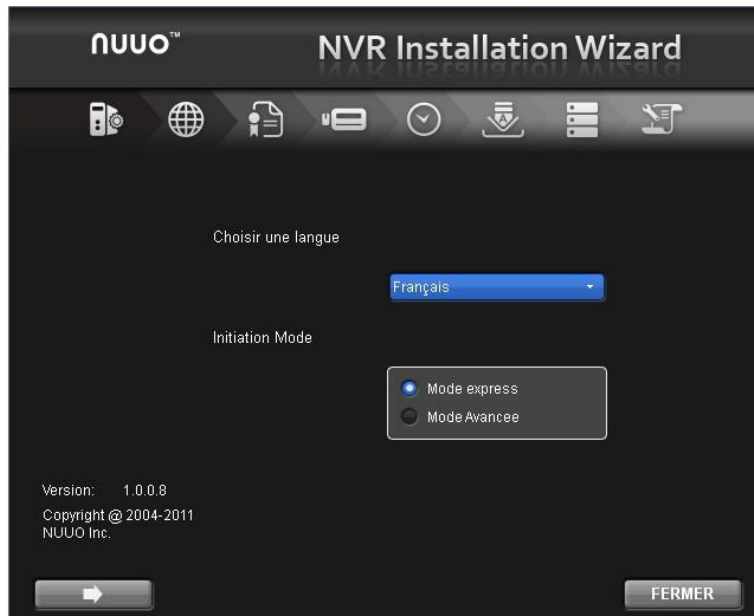 nuuo™
NVR Installation Wizard
Choisir une langue
Français
Initiation Mode
Mode express
Mode Avancee
Version: 1.0.0.8
Copyright @ 2004-2011
NUUO Inc.
FERMER